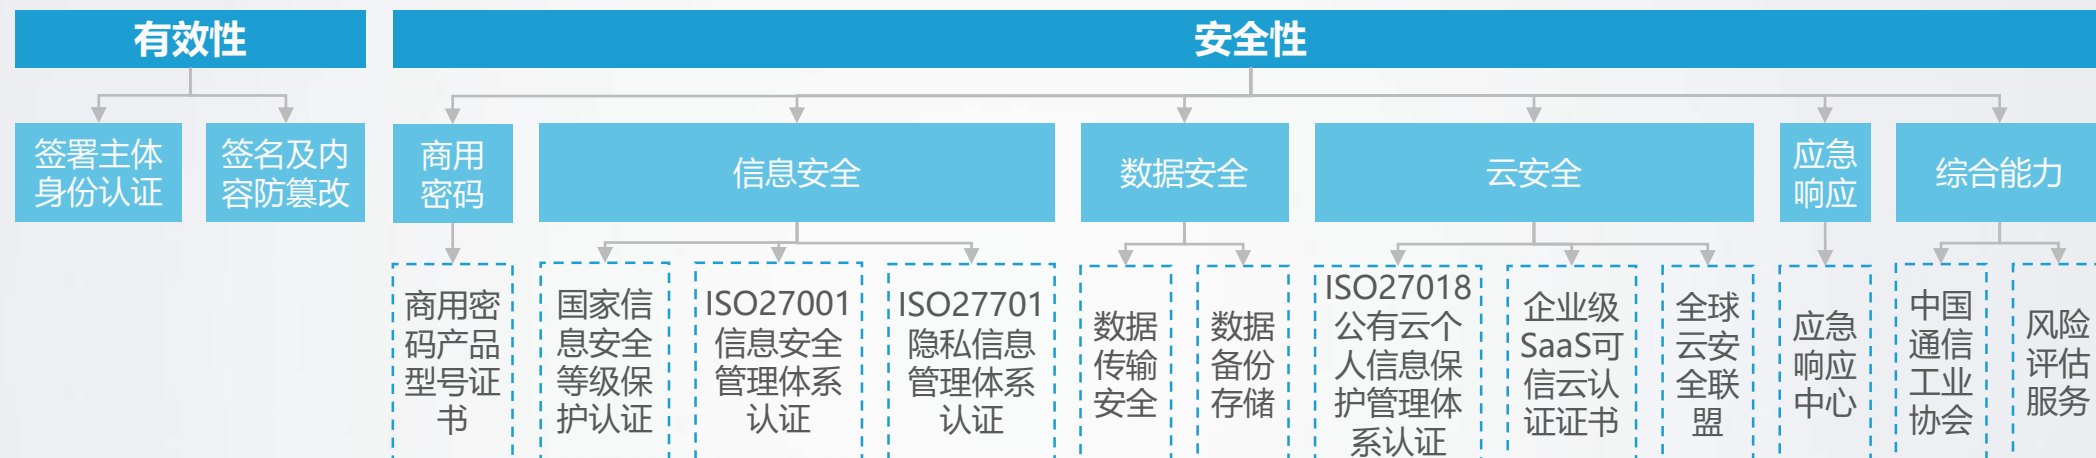 有效性
安全性
签署主体
身份认证
签名及内
容防篡改
商用
密码
信息安全
数据安全
云安全
应急
响应
综合能力
商用密
码产品
型号证
书
国家信
息安全
等级保
护认证
ISO27001
信息安全
管理体系
认证
ISO27701
隐私信息
管理体系
认证
数据
传输
安全
数据
备份
存储
ISO27018
公有云个
人信息保
护管理体
系认证
企业级
SaaS可
信云认
证证书
全球
云安
全联
盟
应急
响应
中心
中国
通信
工业
协会
风险
评估
服务